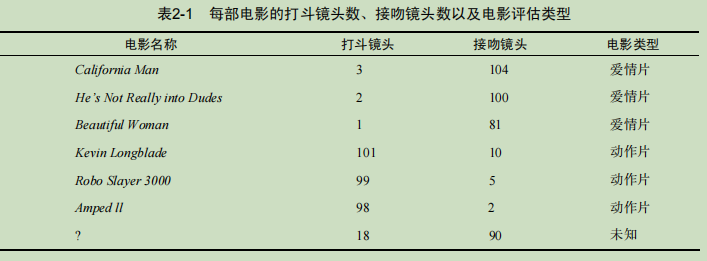 表2-1 每部电影的打斗镜头数、接吻镜头数以及电影评估类型
电影名称 打斗镜头 接吻镜头 电影类型
California Man 3 104 爱情片
He's Not Really into Dudes 2 100 爱情片
Beautiful Woman 1 81 爱情片
Kevin Longblade 101 10 动作片
Robo Slayer 3000 99 5 动作片
Amped II 98 2 动作片
? 18 90 未知